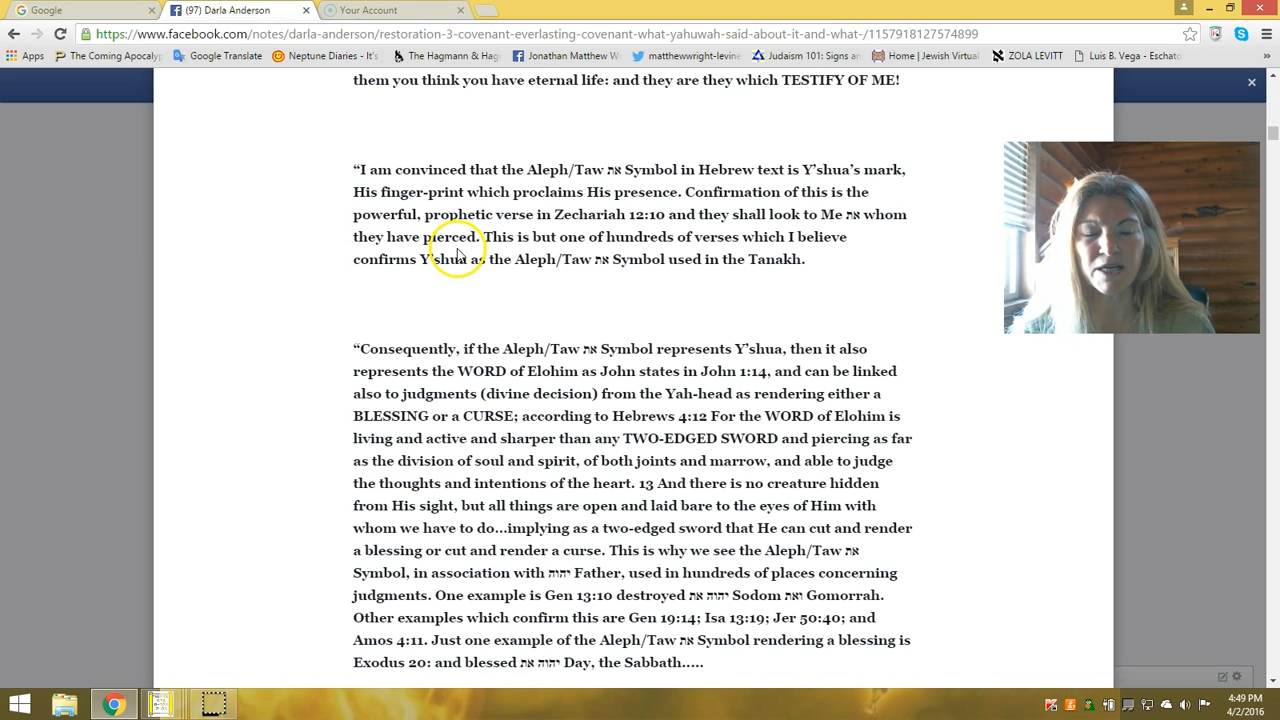 Google
(97) Darla Anderson
Your Account
https://www.facebook.com/notes/darla-anderson/restoration-3-covenant-everlasting-covenant-what-yahuwah-said-about-it-and-what-/1157918127574899
Apps
Password
The Coming Apocalyp
Google Translate
Neptune Diaries - It's
The Hagmann & Hagm
Jonathan Matthew W
mattheywright-levine
Judaism 101: Signs and
Home | Jewish Virtual
ZOLA LEVITT
Luis B. Vega - Eschato
them you think you have eternal life: and they are they which TESTIFY OF ME!
“I am convinced that the Aleph/Taw את Symbol in Hebrew text is Y’shua’s mark,
His finger-print which proclaims His presence. Confirmation of this is the
powerful, prophetic verse in Zechariah 12:10 and they shall look to Me את whom
they have pierced. This is but one of hundreds of verses which I believe
confirms Y’shua as the Aleph/Taw את Symbol used in the Tanakh.
“Consequently, if the Aleph/Taw את Symbol represents Y’shua, then it also
represents the WORD of Elohim as John states in John 1:14, and can be linked
also to judgments (divine decision) from the Yah-head as rendering either a
BLESSING or a CURSE; according to Hebrews 4:12 For the WORD of Elohim is
living and active and sharper than any TWO-EDGED SWORD and piercing as far
as the division of soul and spirit, of both joints and marrow, and able to judge
the thoughts and intentions of the heart. 13 And there is no creature hidden
from His sight, but all things are open and laid bare to the eyes of Him with
whom we have to do...implying as a two-edged sword that He can cut and render
a blessing or cut and render a curse. This is why we see the Aleph/Taw את
Symbol, in association with יהוה Father, used in hundreds of places concerning
judgments. One example is Gen 13:10 destroyed יהוה את Sodom ואת Gomorrah.
Other examples which confirm this are Gen 19:14; Isa 13:19; Jer 50:40; and
Amos 4:11. Just one example of the Aleph/Taw את Symbol rendering a blessing is
Exodus 20: and blessed יהוה את Day, the Sabbath.....
4:49 PM
4/2/2016